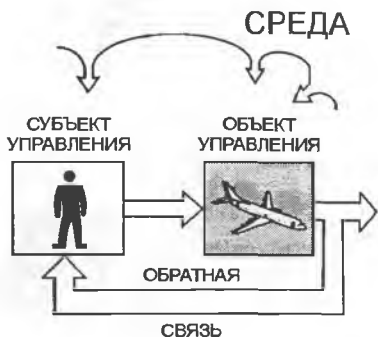 СРЕДА
СУБЪЕКТ
УПРАВЛЕНИЯ
ОБЪЕКТ
УПРАВЛЕНИЯ
ОБРАТНАЯ
СВЯЗЬ